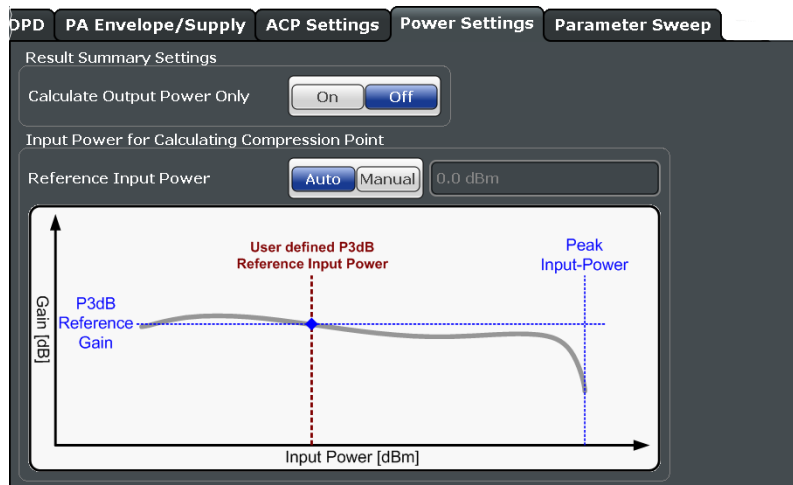 DPD PA Envelope/Supply ACP Settings Power Settings Parameter Sweep
Result Summary Settings
Calculate Output Power Only On Off
Input Power for Calculating Compression Point
Reference Input Power Auto Manual 0.0 dBm
User defined P3dB
Reference Input Power
Peak
Input-Power
P3dB
Reference
Gain
Gain [dB]
Input Power [dBm]